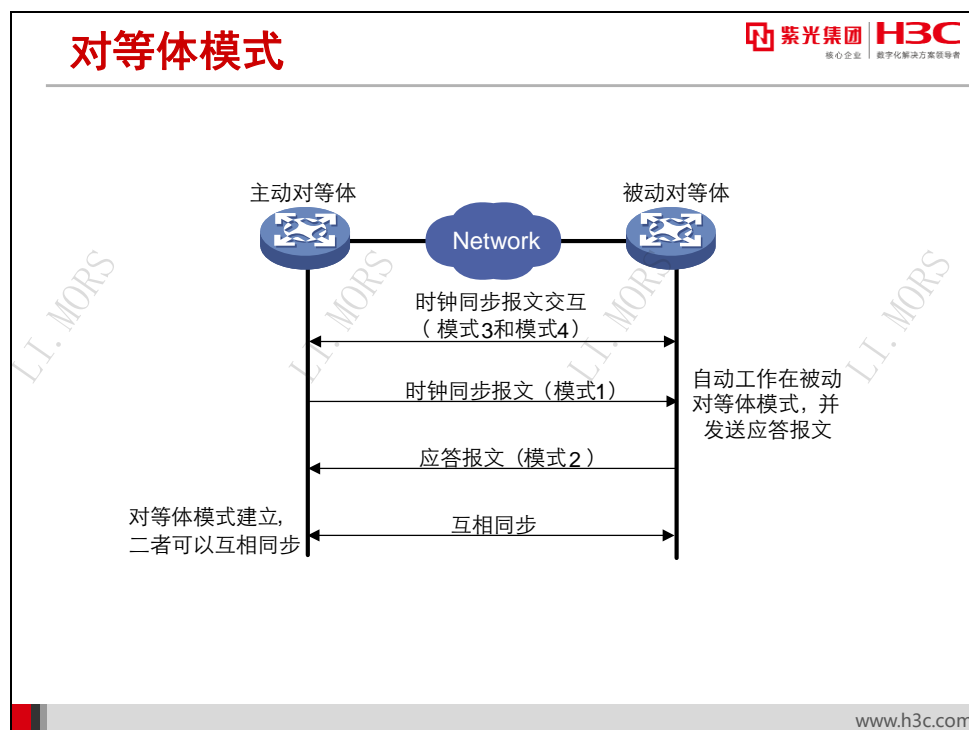 对等体模式
紫光集团 H3C
核心企业 数字化解决方案领导者
主动对等体
被动对等体
Network
时钟同步报文交互
（ 模式3和模式4）
时钟同步报文（模式1）
自动工作在被动
对等体模式，并
发送应答报文
应答报文（模式2 ）
对等体模式建立,
二者可以互相同步
互相同步
LI. MORS
LI. MORS
LI. MORS
LI. MORS
www.h3c.com